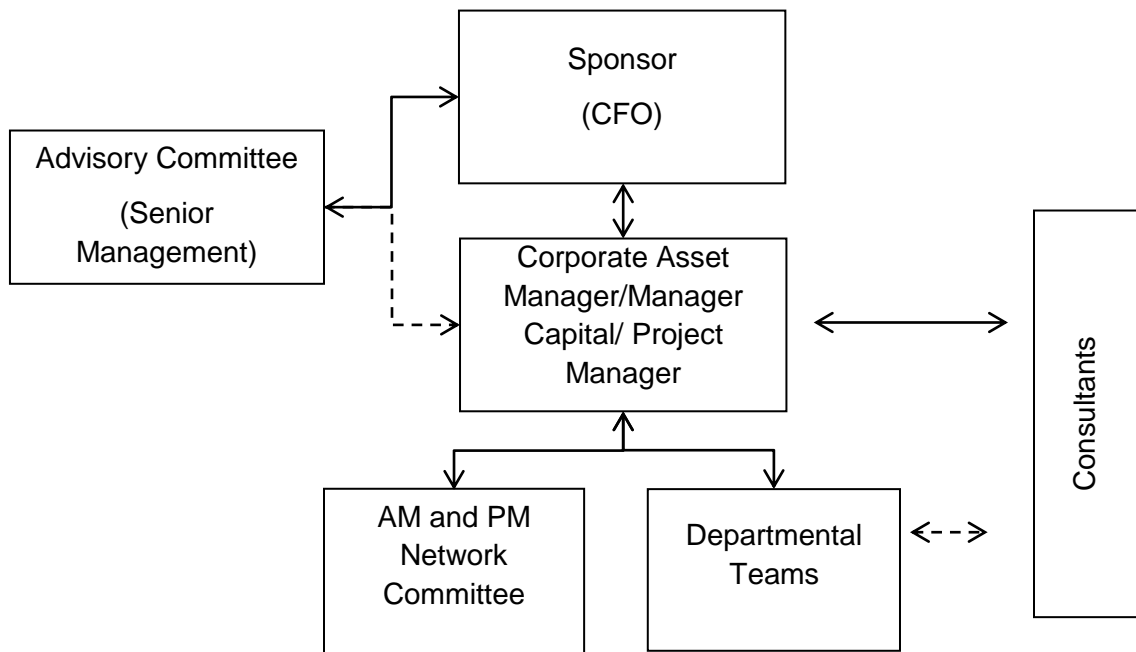 Sponsor
(CFO)
Advisory Committee
(Senior
Management)
Corporate Asset
Manager/Manager
Capital/ Project
Manager
Consultants
AM and PM
Network
Committee
Departmental
Teams